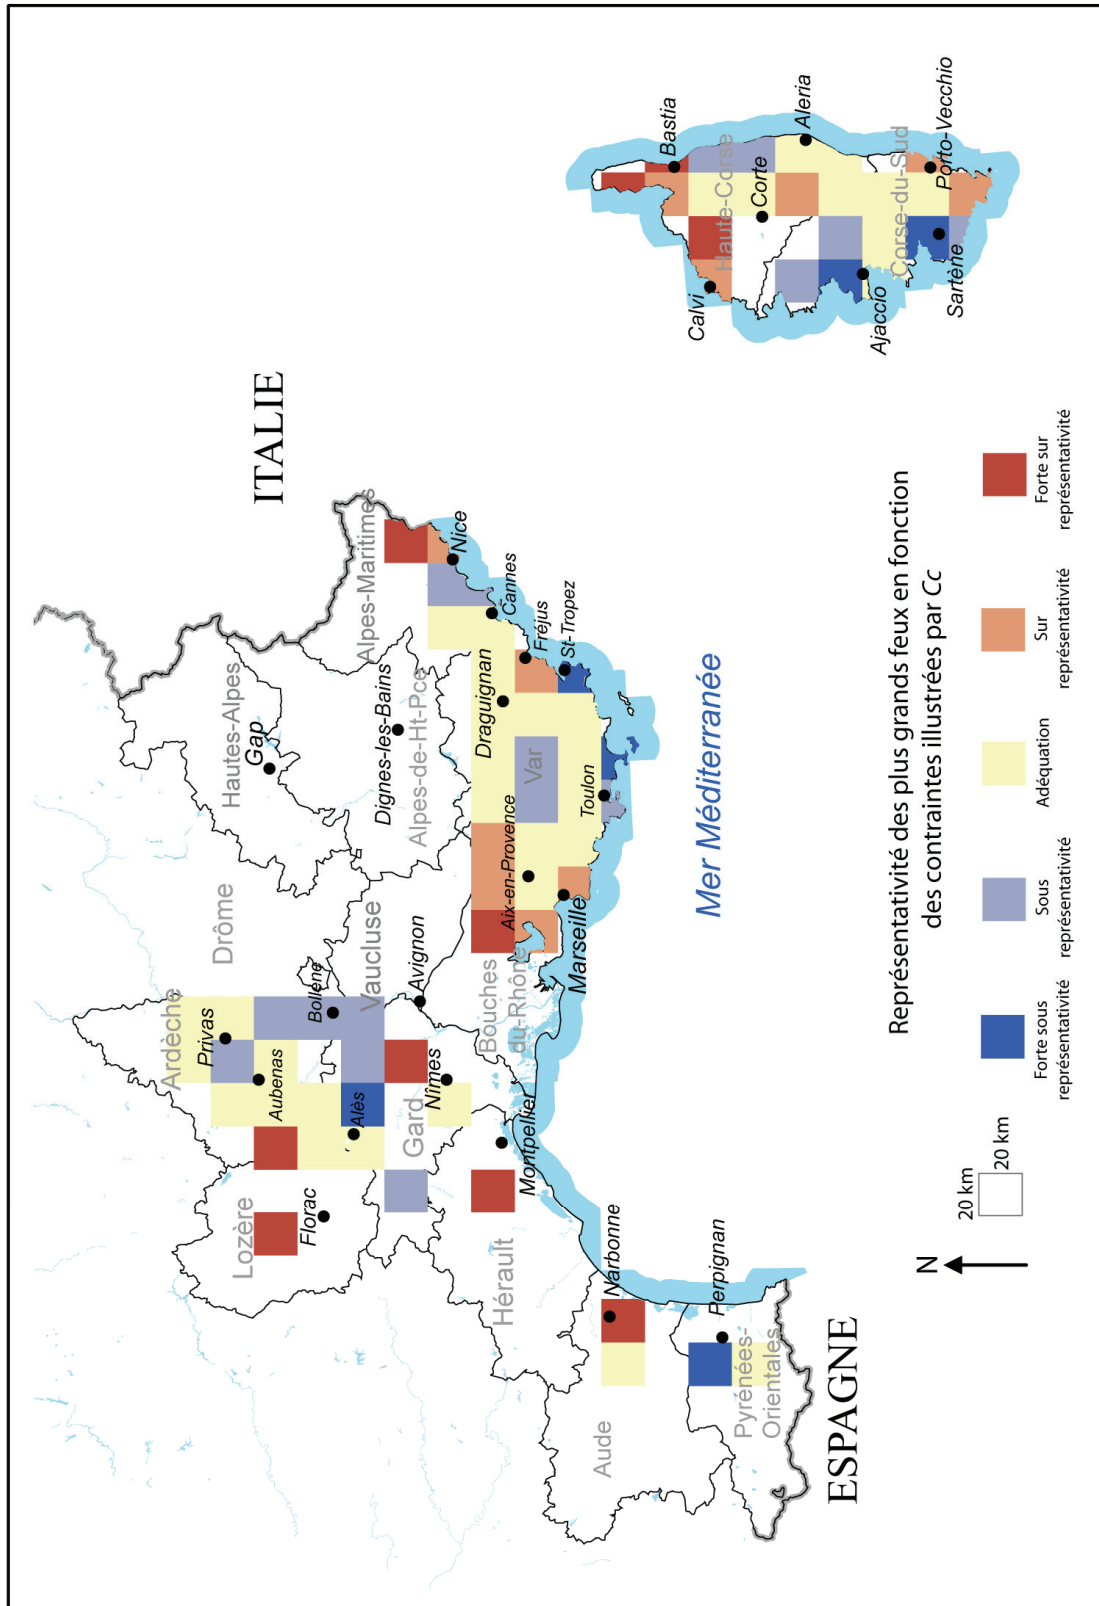 ITALIE
Hautes-Alpes
Gap
Drôme
Ardèche
Privas
Aubenas
Lozère
Florac
Bollène
Alès
Vaucluse
Avignon
Gard
Nîmes
Dignes-les-Bains
Alpes-de-Ht-Pce
Alpes-Maritimes
Nice
Cannes
Draguignan
Fréjus
St-Tropez
Var
Toulon
Aix-en-Provence
Bouches
du-Rhône
Marseille
Montpellier
Hérault
Narbonne
Aude
Perpignan
Pyrénées-
Orientales
ESPAGNE
Mer Méditerranée
Bastia
Calvi
Haute-Corse
Corte
Aleria
Ajaccio
Corse-du-Sud
Sartène
Porto-Vecchio
N
20 km
20 km
Représentativité des plus grands feux en fonction
des contraintes illustrées par Cc
Forte sous
représentativité
Sous
représentativité
Adéquation
Sur
représentativité
Forte sur
représentativité